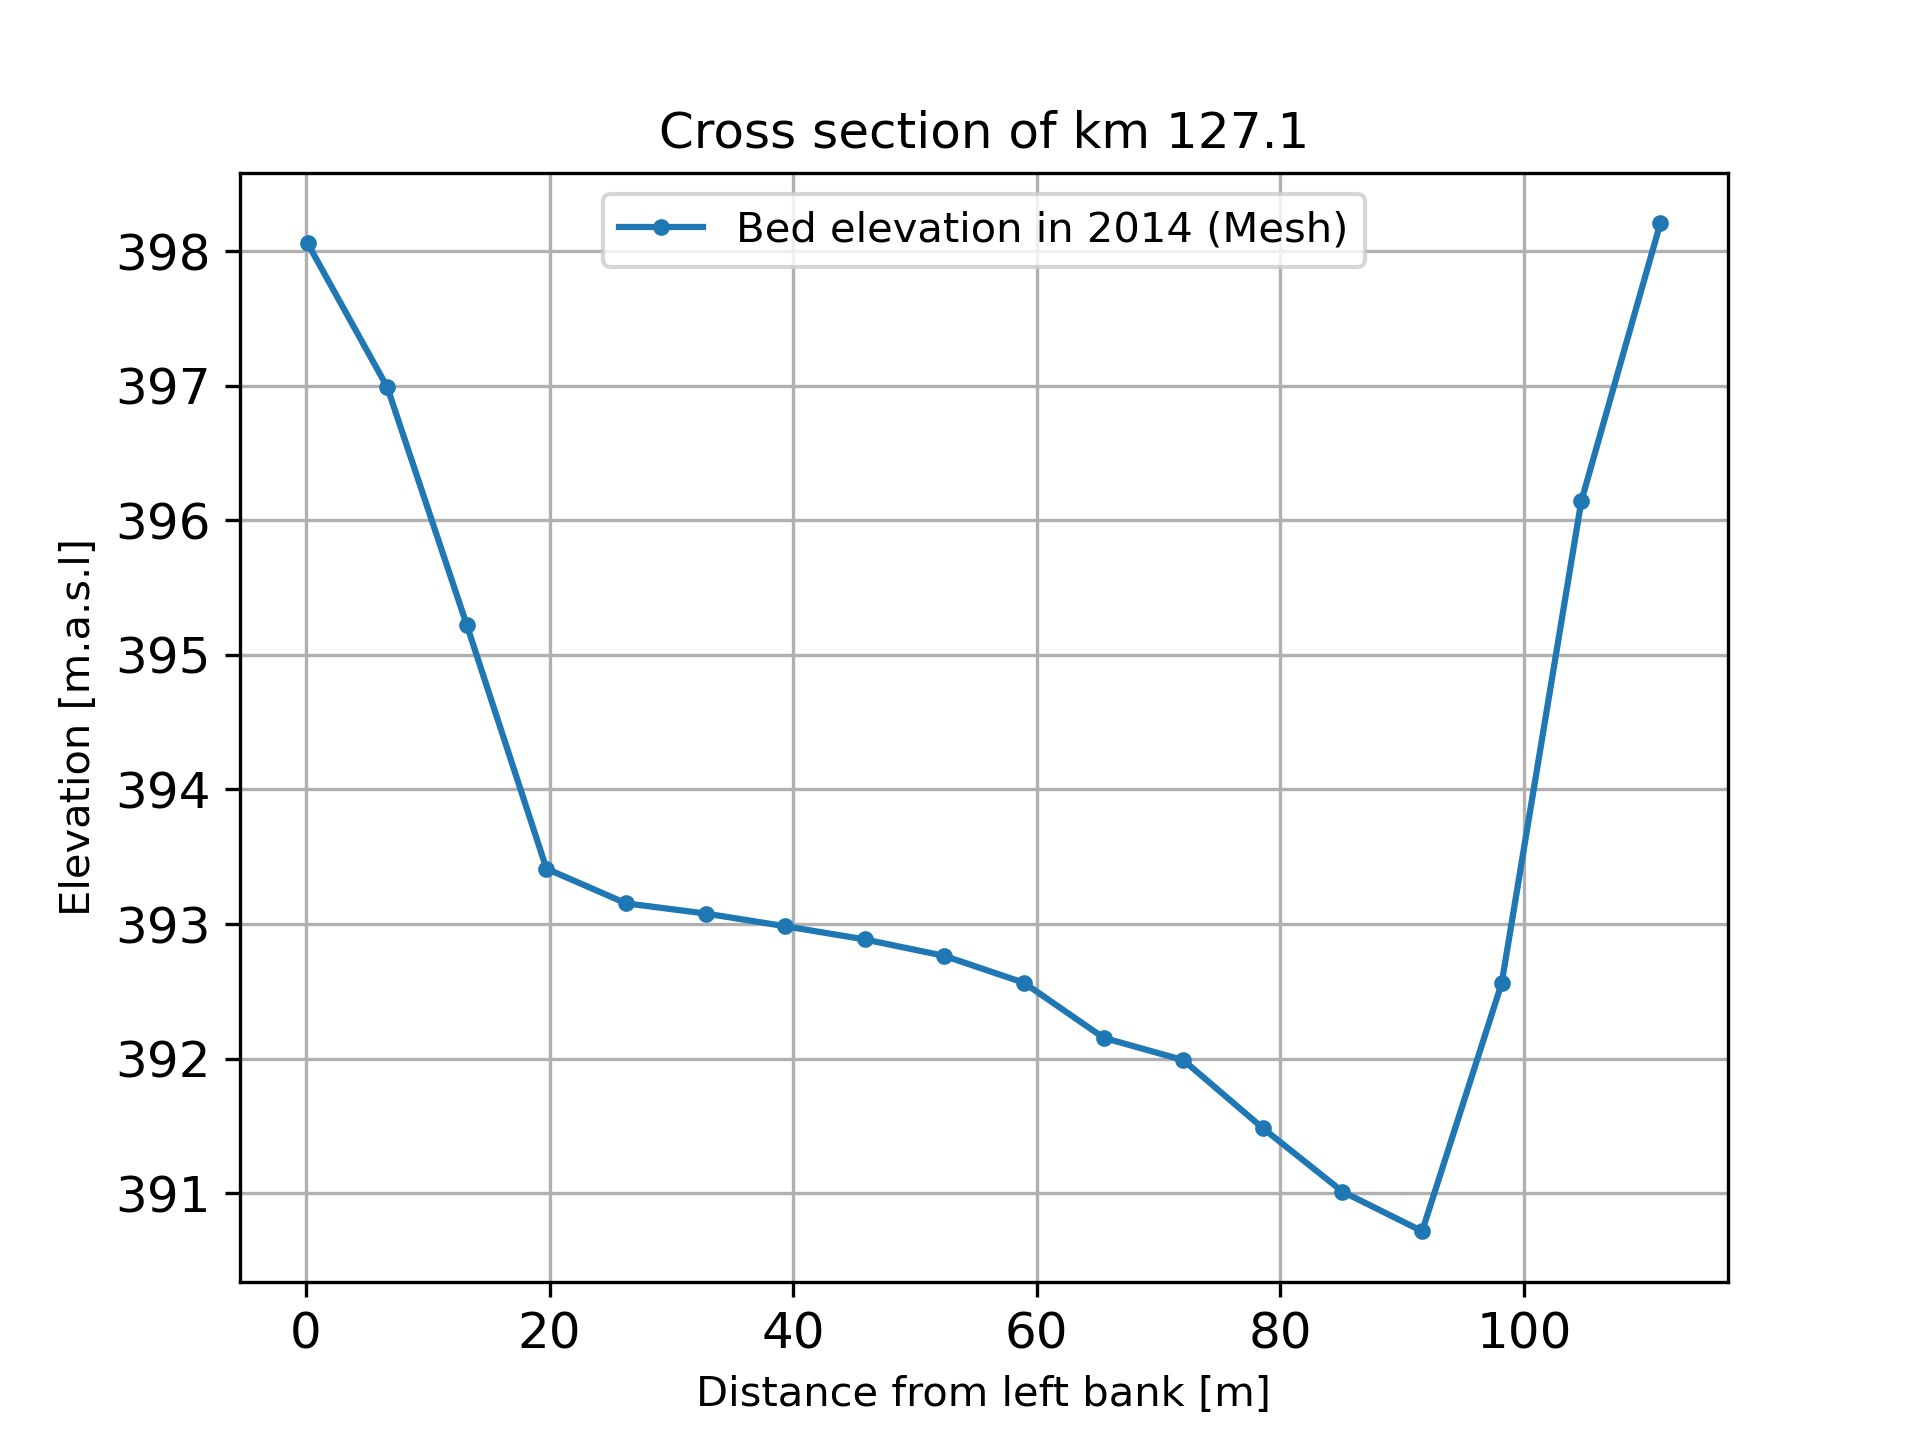 Cross section of km 127.1
Bed elevation in 2014 (Mesh)
398
397
396
395
394
393
392
391
Elevation [m.a.s.l]
0 20 40 60 80 100
Distance from left bank [m]